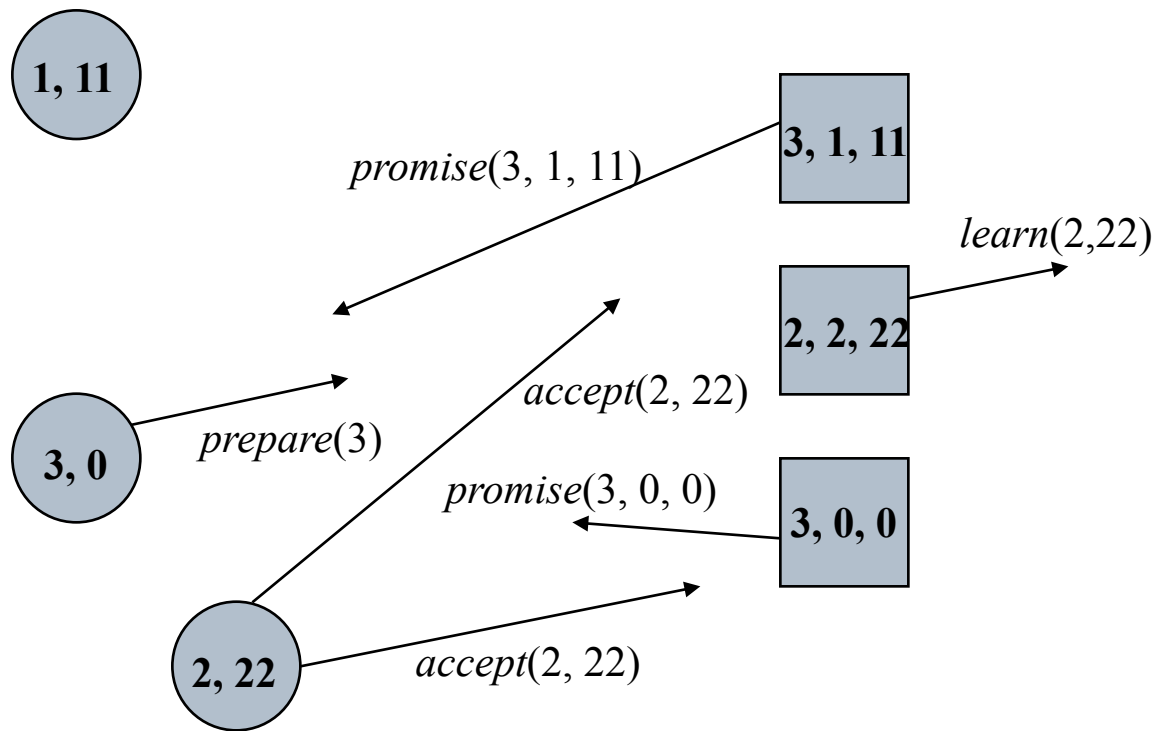 1, 11
3, 1, 11
promise(3, 1, 11)
learn(2,22)
2, 2, 22
accept(2, 22)
prepare(3)
3, 0
promise(3, 0, 0)
3, 0, 0
2, 22
accept(2, 22)